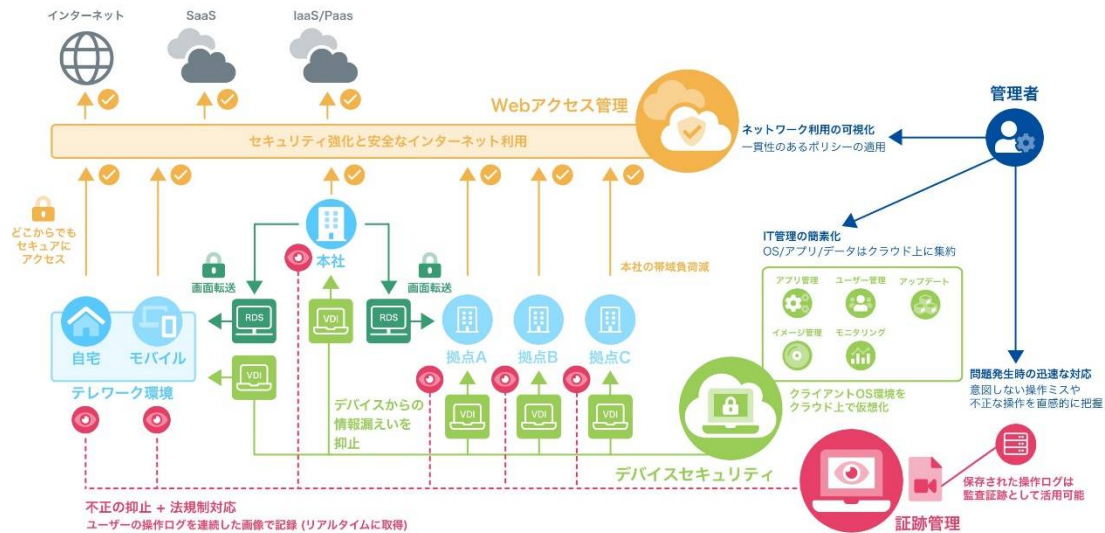 インターネット
SaaS
IaaS/Paas
Webアクセス管理
セキュリティ強化と安全なインターネット利用
管理者
ネットワーク利用の可視化
一貫性のあるポリシーの適用
どこからでも
セキュアに
アクセス
本社
画面転送
画面転送
本社の帯域負荷減
IT管理の簡素化
OS/アプリ/データはクラウド上に集約
アプリ管理
ユーザー管理
アップデート
イメージ管理
モニタリング
RDS
VDI
RDS
自宅
モバイル
テレワーク環境
VDI
拠点A
拠点B
拠点C
デバイスからの
情報漏えいを
抑止
VDI
VDI
VDI
クライアントOS環境を
クラウド上で仮想化
デバイスセキュリティ
問題発生時の迅速な対応
意図しない操作ミスや
不正な操作を直感的に把握
保存された操作ログは
監査証跡として活用可能
証跡管理
不正の抑止 + 法規制対応
ユーザーの操作ログを連続した画像で記録 (リアルタイムに取得)